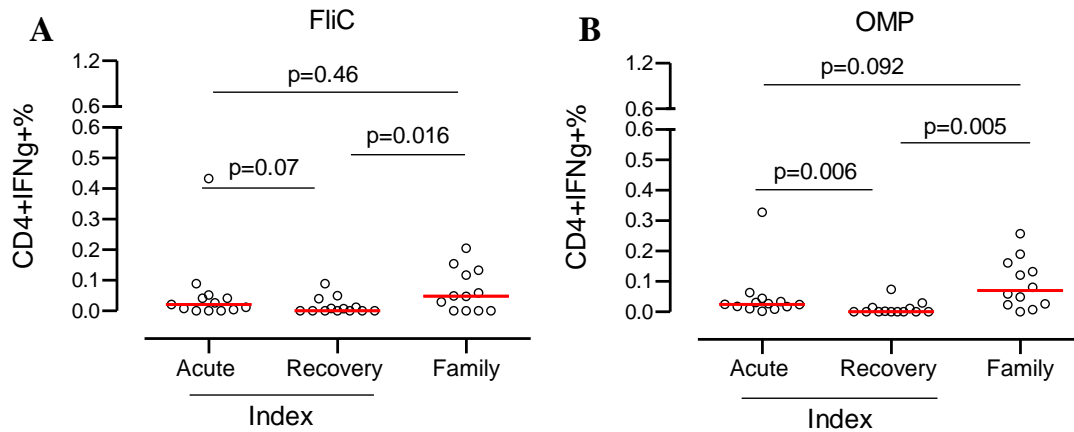 A
FliC
CD4+IFNg+%
1.2
0.6
0.6
0.5
0.4
0.3
0.2
0.1
0.0
p=0.46
p=0.016
p=0.07
Acute Recovery Family
Index
B
OMP
CD4+IFNg+%
1.2
0.6
0.6
0.5
0.4
0.3
0.2
0.1
0.0
p=0.092
p=0.005
p=0.006
Acute Recovery Family
Index